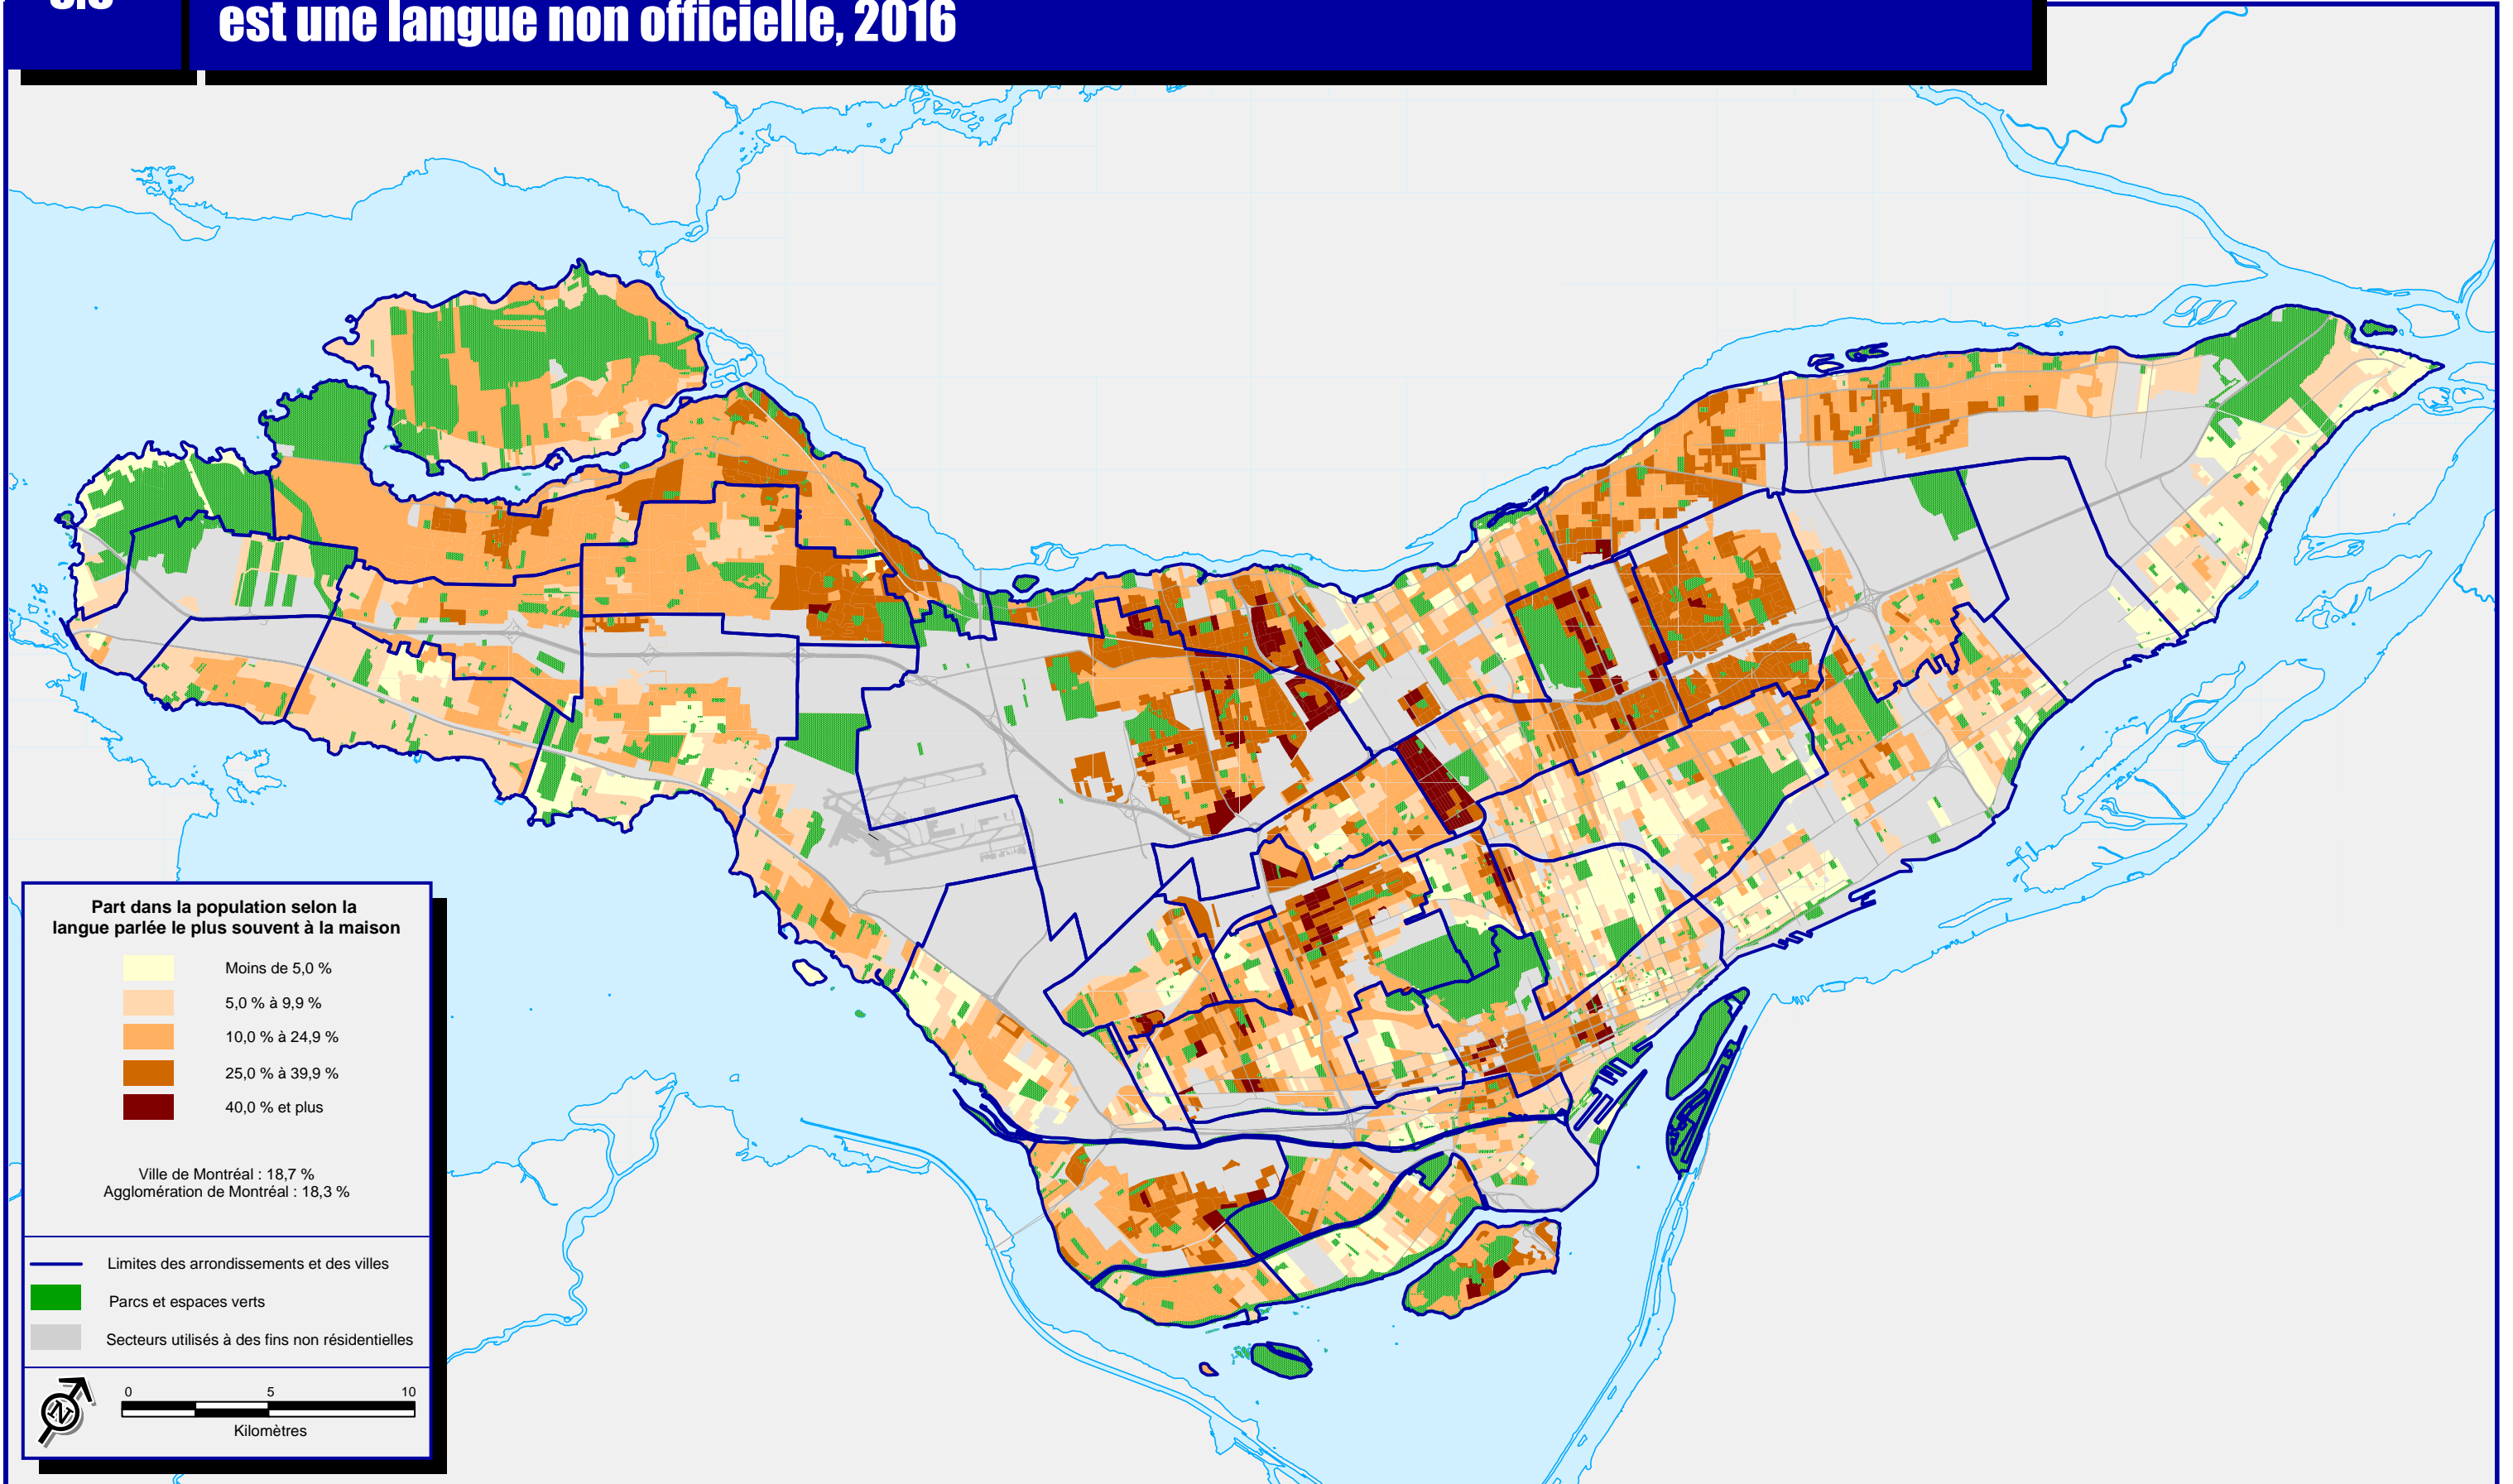 est une langue non officielle, 2016
Part dans la population selon la
langue parlée le plus souvent à la maison
Moins de 5,0 %
5,0 % à 9,9 %
10,0 % à 24,9 %
25,0 % à 39,9 %
40,0 % et plus
Ville de Montréal : 18,7 %
Agglomération de Montréal : 18,3 %
Limites des arrondissements et des villes
Parcs et espaces verts
Secteurs utilisés à des fins non résidentielles
N
0 5 10
Kilomètres